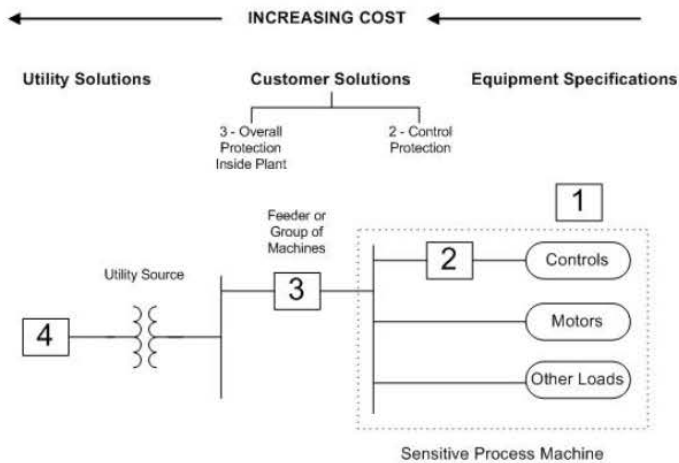 INCREASING COST
Utility Solutions
Customer Solutions
Equipment Specifications
3 - Overall
Protection
Inside Plant
2 - Control
Protection
1
Feeder or
Group of
Machines
2
Controls
Utility Source
3
4
Motors
Other Loads
Sensitive Process Machine